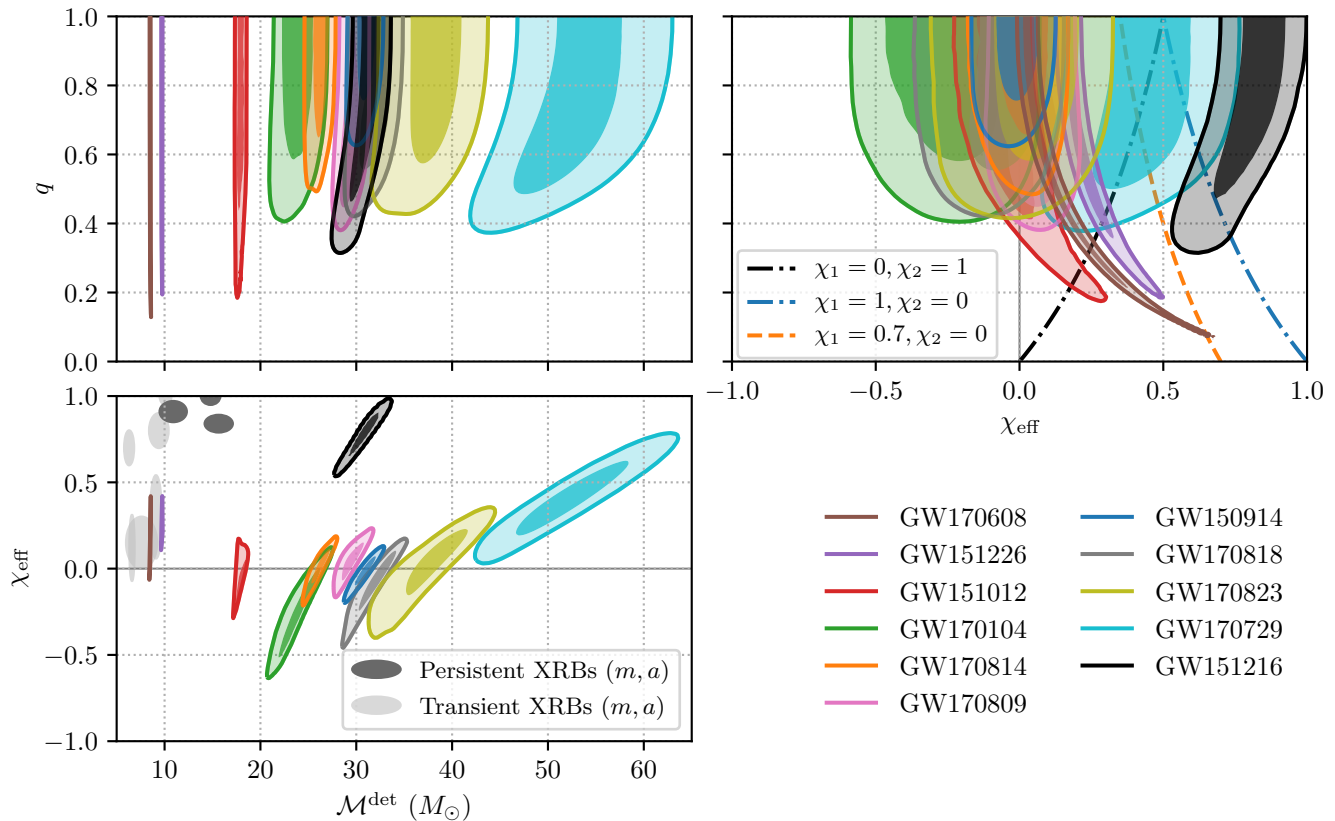 1.0
0.8
0.6
q
0.4
0.2
0.0
χ₁ = 0, χ₂ = 1
χ₁ = 1, χ₂ = 0
χ₁ = 0.7, χ₂ = 0
−1.0 −0.5 0.0 0.5 1.0
χeff
1.0
0.5
χeff
0.0
−0.5
−1.0
Persistent XRBs (m, a)
Transient XRBs (m, a)
10 20 30 40 50 60
ℳdet (M⊙)
GW170608
GW151226
GW151012
GW170104
GW170814
GW170809
GW150914
GW170818
GW170823
GW170729
GW151216